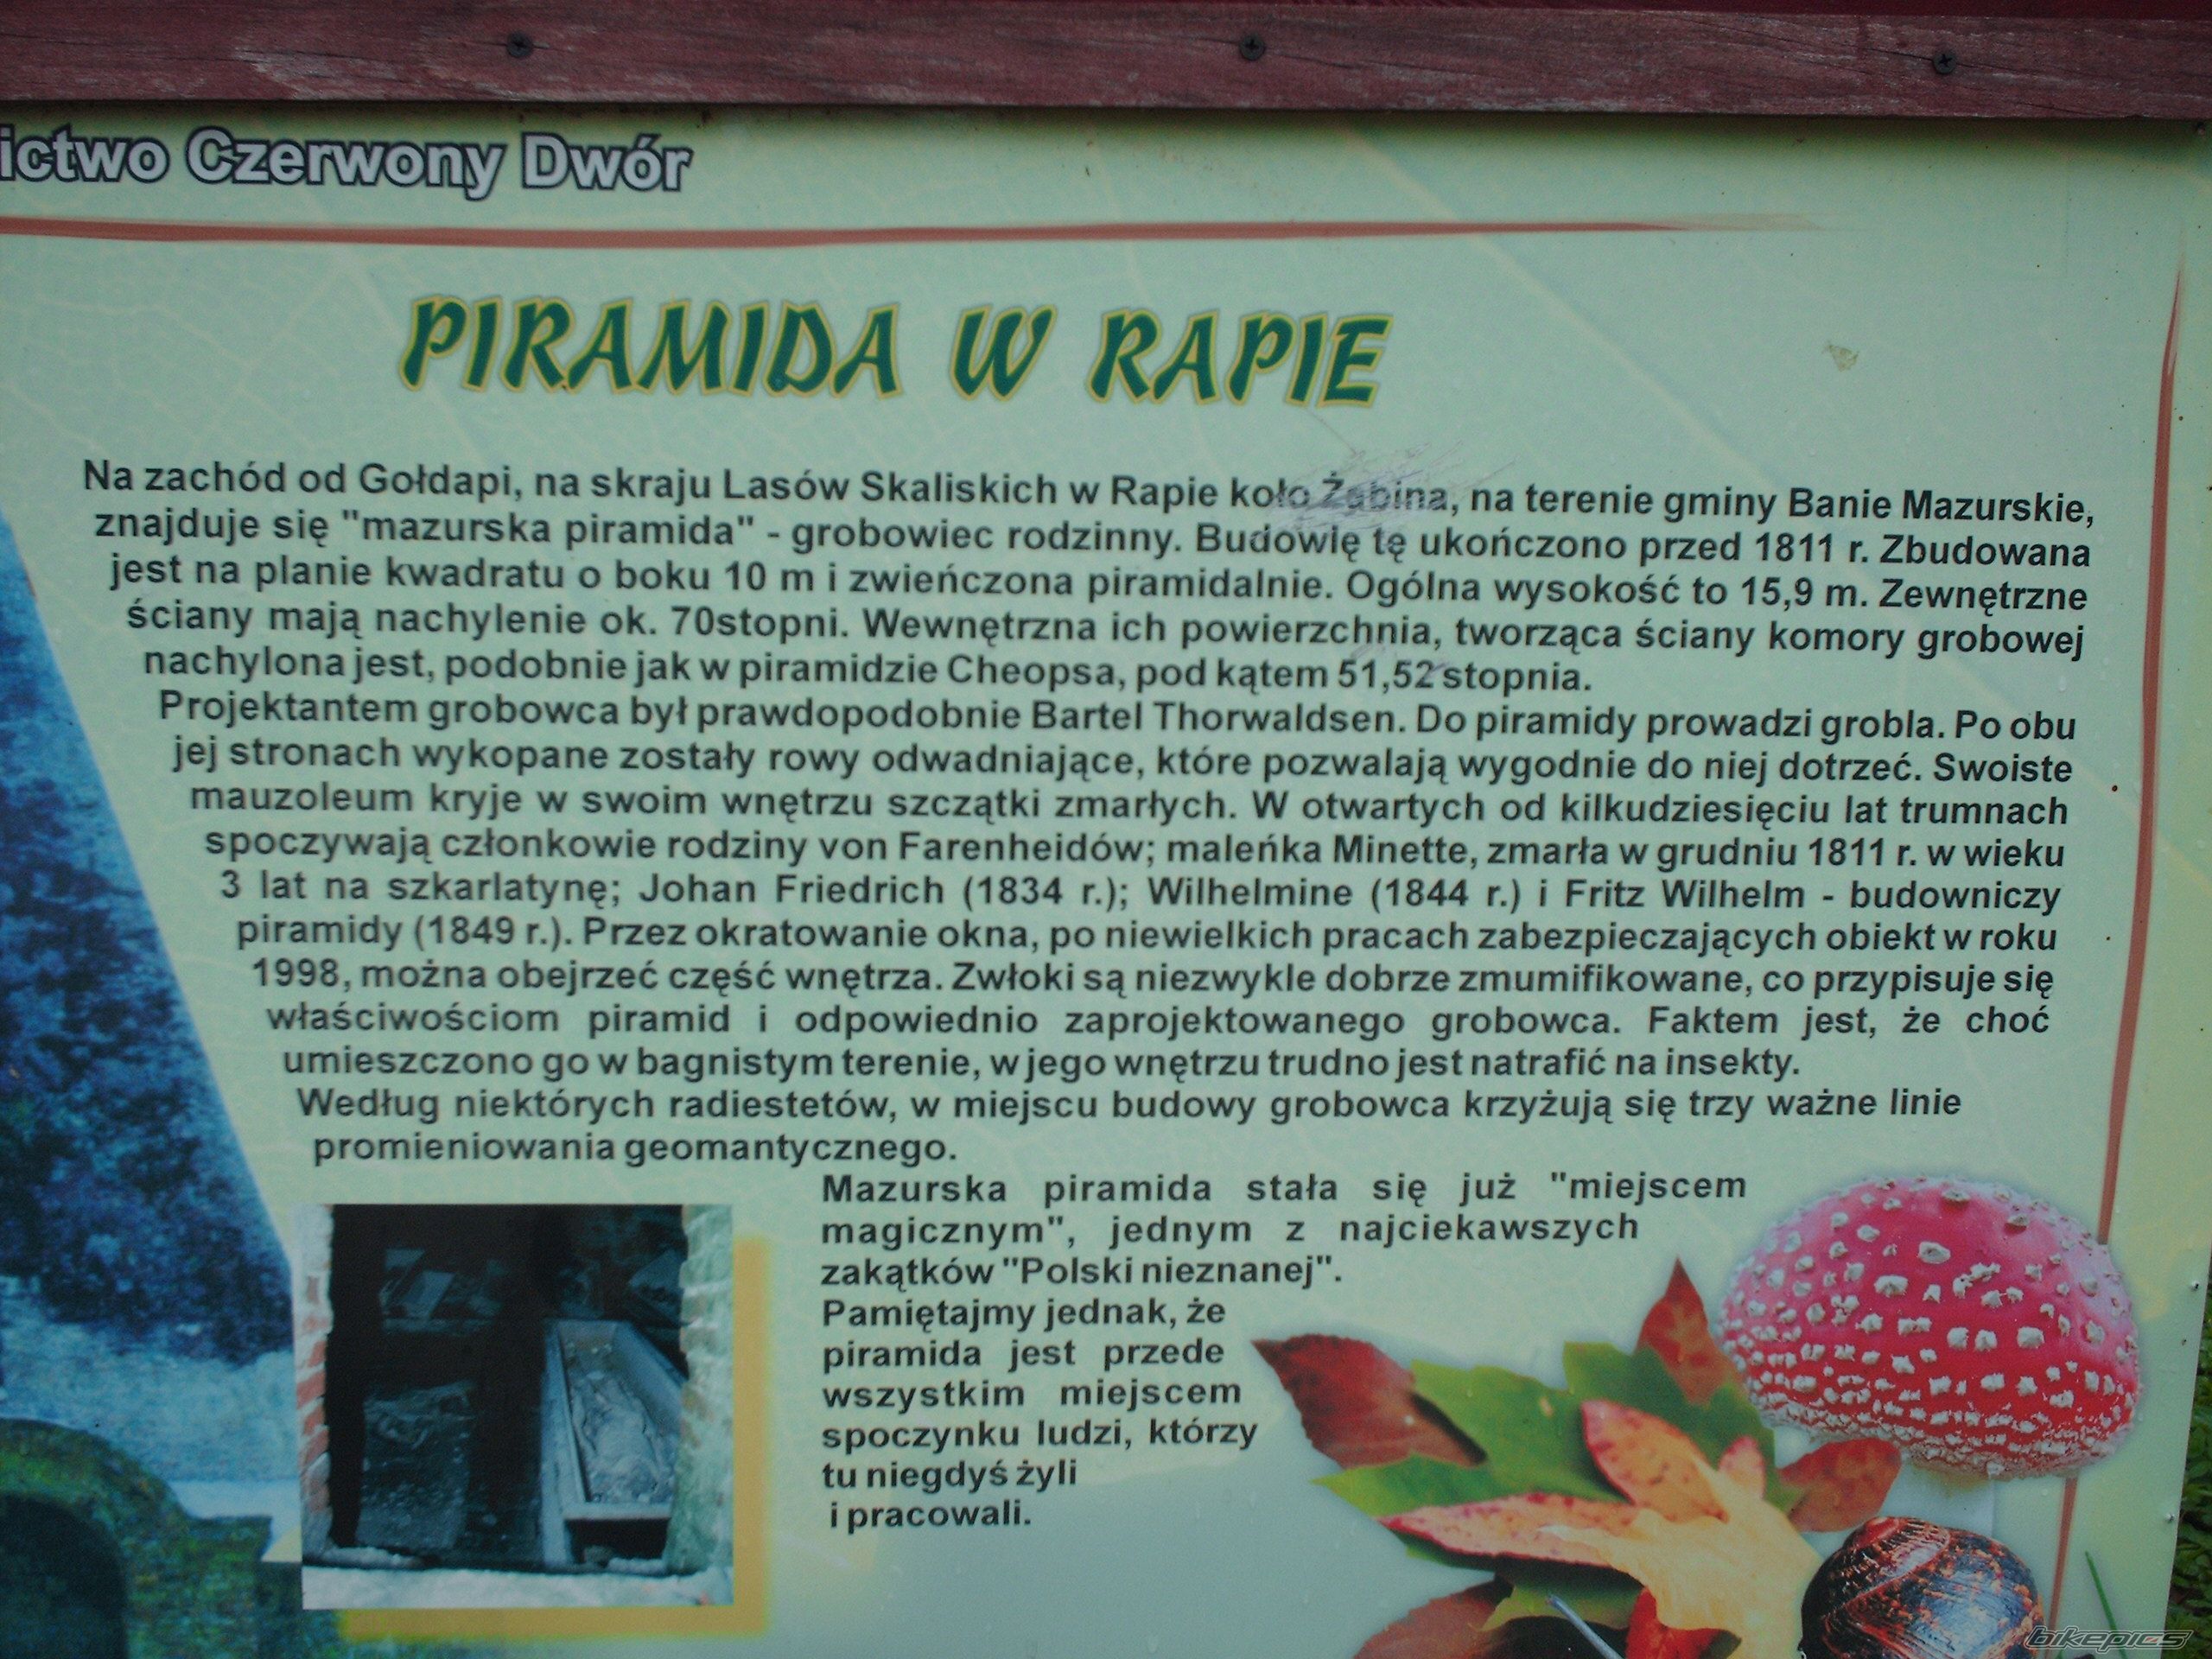 ictwo Czerwony Dwór
PIRAMIDA W RAPIE
Na zachód od Gołdapi, na skraju Lasów Skaliskich w Rapie koło Żabina, na terenie gminy Banie Mazurskie,
znajduje się "mazurska piramida" - grobowiec rodzinny. Budowlę tę ukończono przed 1811 r. Zbudowana
jest na planie kwadratu o boku 10 m i zwieńczona piramidalnie. Ogólna wysokość to 15,9 m. Zewnętrzne
ściany mają nachylenie ok. 70stopni. Wewnętrzna ich powierzchnia, tworząca ściany komory grobowej
nachylona jest, podobnie jak w piramidzie Cheopsa, pod kątem 51,52 stopnia.
Projektantem grobowca był prawdopodobnie Bartel Thorwaldsen. Do piramidy prowadzi grobla. Po obu
jej stronach wykopane zostały rowy odwadniające, które pozwalają wygodnie do niej dotrzeć. Swoiste
mauzoleum kryje w swoim wnętrzu szczątki zmarłych. W otwartych od kilkudziesięciu lat trumnach
spoczywają członkowie rodziny von Farenheidów; maleńka Minette, zmarła w grudniu 1811 r. w wieku
3 lat na szkarlatynę; Johan Friedrich (1834 r.); Wilhelmine (1844 r.) i Fritz Wilhelm - budowniczy
piramidy (1849 r.). Przez okratowanie okna, po niewielkich pracach zabezpieczających obiekt w roku
1998, można obejrzeć część wnętrza. Zwłoki są niezwykle dobrze zmumifikowane, co przypisuje się
właściwościom piramid i odpowiednio zaprojektowanego grobowca. Faktem jest, że choć
umieszczono go w bagnistym terenie, w jego wnętrzu trudno jest natrafić na insekty.
Według niektórych radiestetów, w miejscu budowy grobowca krzyżują się trzy ważne linie
promieniowania geomantycznego.
Mazurska piramida stała się już "miejscem
magicznym", jednym z najciekawszych
zakątków "Polski nieznanej".
Pamiętajmy jednak, że
piramida jest przede
wszystkim miejscem
spoczynku ludzi, którzy
tu niegdyś żyli
i pracowali.
bikepics